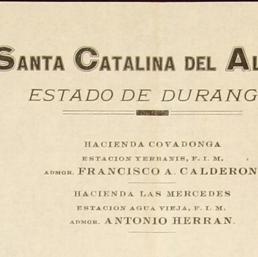 SANTA CATALINA DEL AL
ESTADO DE DURANG
HACIENDA COVADONGA
ESTACION YERBANIS, F. I. M.
ADMOR. FRANCISCO A. CALDERON
HACIENDA LAS MERCEDES
ESTACION AGUA VIEJA, F. I. M.
ADMOR. ANTONIO HERRAN.